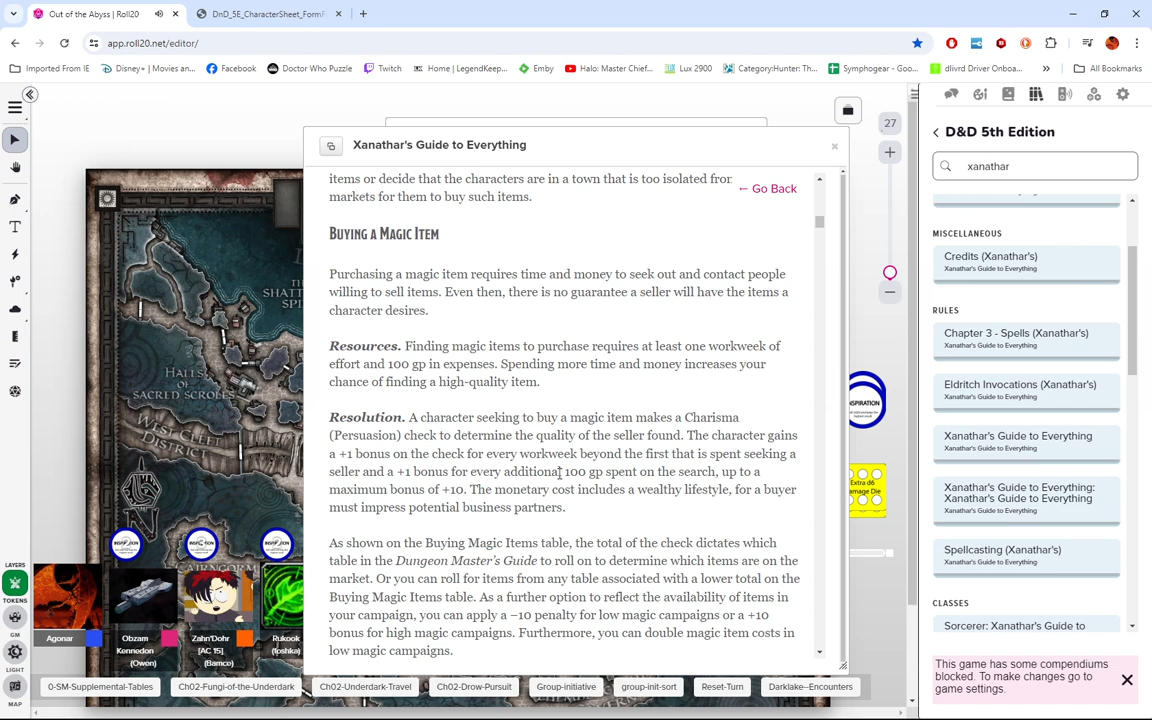 Out of the Abyss | Roll20
DnD_5E_CharacterSheet_FormF
app.roll20.net/editor/
Imported From IE
Disney+ | Movies an...
Facebook
Doctor Who Puzzle
Twitch
Home | LegendKeep...
Emby
Halo: Master Chief...
Lux 2900
Category:Hunter: Th...
Symphogear - Goo...
dlivrd Driver Onboa...
All Bookmarks
Xanathar's Guide to Everything
← Go Back
items or decide that the characters are in a town that is too isolated from
markets for them to buy such items.
BUYING A MAGIC ITEM
Purchasing a magic item requires time and money to seek out and contact people
willing to sell items. Even then, there is no guarantee a seller will have the items a
character desires.
Resources. Finding magic items to purchase requires at least one workweek of
effort and 100 gp in expenses. Spending more time and money increases your
chance of finding a high-quality item.
Resolution. A character seeking to buy a magic item makes a Charisma
(Persuasion) check to determine the quality of the seller found. The character gains
a +1 bonus on the check for every workweek beyond the first that is spent seeking a
seller and a +1 bonus for every additional 100 gp spent on the search, up to a
maximum bonus of +10. The monetary cost includes a wealthy lifestyle, for a buyer
must impress potential business partners.
As shown on the Buying Magic Items table, the total of the check dictates which
table in the Dungeon Master's Guide to roll on to determine which items are on the
market. Or you can roll for items from any table associated with a lower total on the
Buying Magic Items table. As a further option to reflect the availability of items in
your campaign, you can apply a –10 penalty for low magic campaigns or a +10
bonus for high magic campaigns. Furthermore, you can double magic item costs in
low magic campaigns.
27
D&D 5th Edition
xanathar
MISCELLANEOUS
Credits (Xanathar's)
Xanathar's Guide to Everything
RULES
Chapter 3 - Spells (Xanathar's)
Xanathar's Guide to Everything
Eldritch Invocations (Xanathar's)
Xanathar's Guide to Everything
Xanathar's Guide to Everything
Xanathar's Guide to Everything
Xanathar's Guide to Everything:
Xanathar's Guide to Everything
Xanathar's Guide to Everything
Spellcasting (Xanathar's)
Xanathar's Guide to Everything
CLASSES
Sorcerer: Xanathar's Guide to
This game has some compendiums
blocked. To make changes go to
game settings.
HALLS
OF
SACRED SCROLLS
DISTRICT
N
LAYERS
TOKENS
GM
LIGHT
MAP
Agonar
Obzam
Kennedon
(Owen)
Zahn'Dohr
[AC 15]
(Bamco)
Rukook
(Ioshka)
INSPIRATION
Extra d6
0-SM-Supplemental-Tables
Ch02-Fungi-of-the-Underdark
Ch02-Underdark-Travel
Ch02-Drow-Pursuit
Group-initiative
group-init-sort
Reset-Turn
Darklake--Encounters